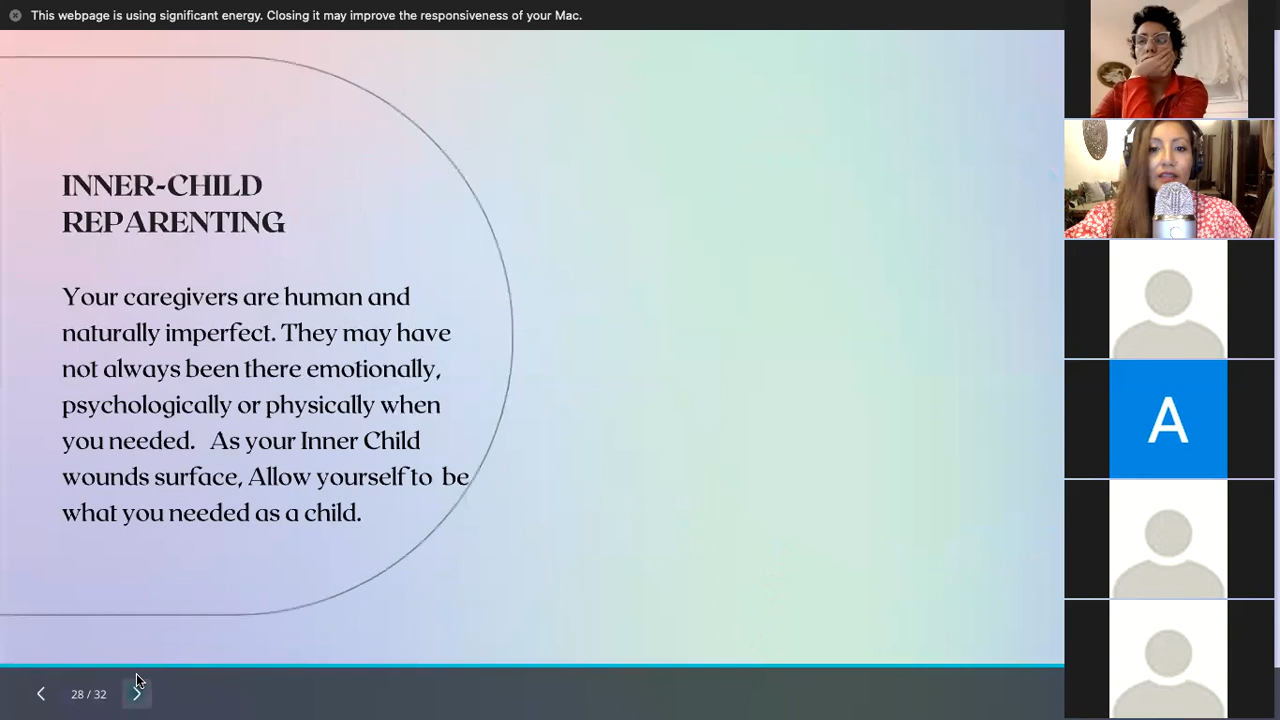 This webpage is using significant energy. Closing it may improve the responsiveness of your Mac.
INNER-CHILD
REPARENTING
Your caregivers are human and
naturally imperfect. They may have
not always been there emotionally,
psychologically or physically when
you needed.   As your Inner Child
wounds surface, Allow yourself to  be
what you needed as a child.
A
28 / 32